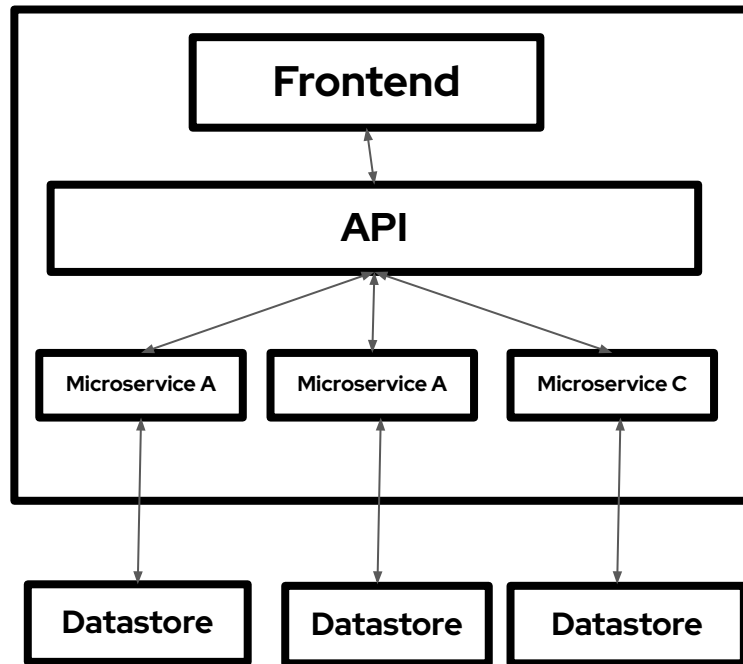 Frontend
API
Microservice A
Microservice A
Microservice C
Datastore
Datastore
Datastore